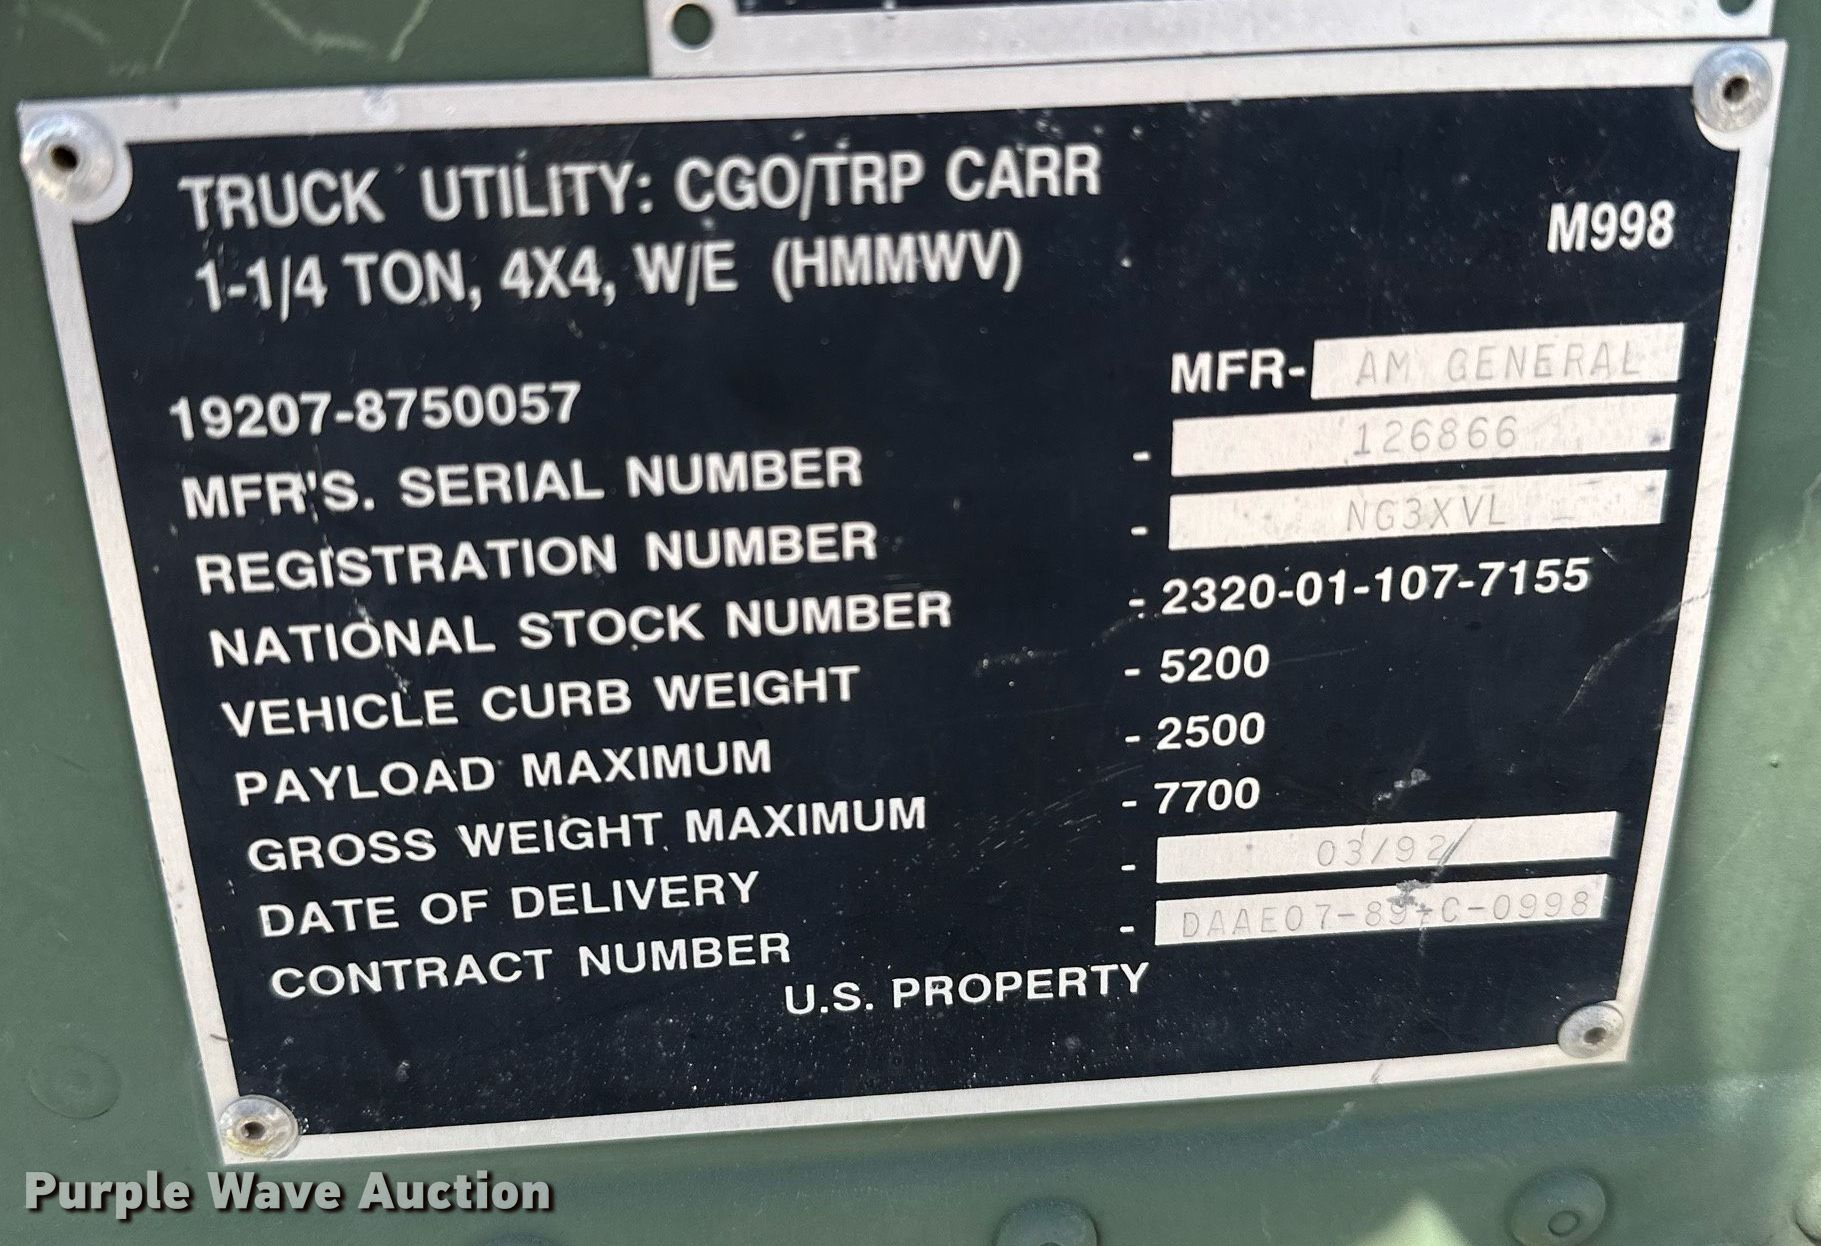 TRUCK UTILITY: CGO/TRP CARR
1-1/4 TON, 4X4, W/E (HMMWV)
M998
19207-8750057
MFR- AM GENERAL
MFR'S. SERIAL NUMBER - 126866
REGISTRATION NUMBER - NG3XVL
NATIONAL STOCK NUMBER - 2320-01-107-7155
VEHICLE CURB WEIGHT - 5200
PAYLOAD MAXIMUM - 2500
GROSS WEIGHT MAXIMUM - 7700
DATE OF DELIVERY - 03/92
CONTRACT NUMBER - DAAE07-89-C-0998
U.S. PROPERTY
Purple Wave Auction